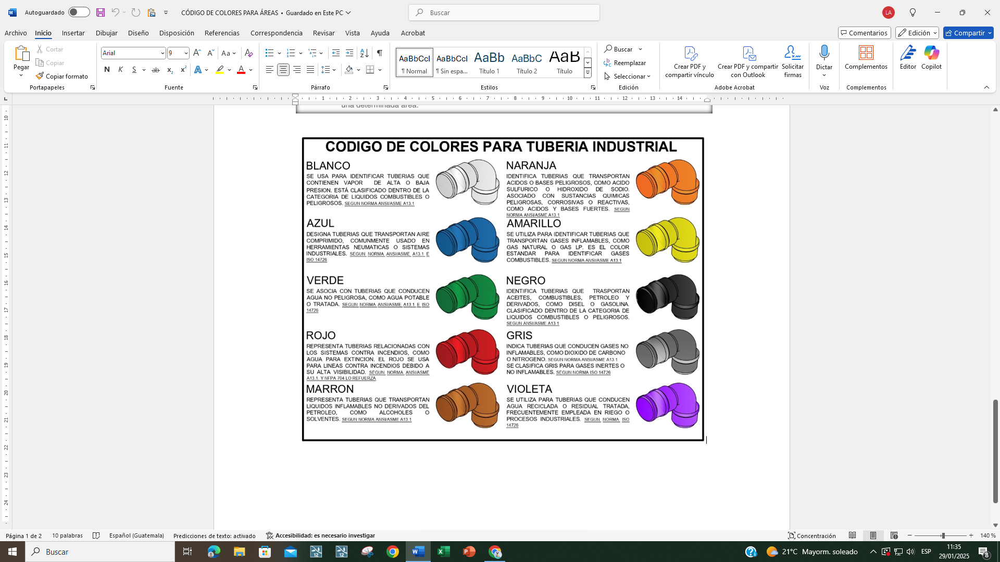 Autoguardado
CÓDIGO DE COLORES PARA ÁREAS • Guardado en Este PC
Buscar
LA
Archivo
Inicio
Insertar
Dibujar
Diseño
Disposición
Referencias
Correspondencia
Revisar
Vista
Ayuda
Acrobat
Comentarios
Edición
Compartir
Pegar
Cortar
Copiar
Copiar formato
Portapapeles
Arial
9
Fuente
Párrafo
AaBbCcI
¶ Normal
AaBbCcI
¶ Sin espa...
AaBb
Título 1
AaBbC
Título 2
AaB
Título
Estilos
Buscar
Reemplazar
Seleccionar
Edición
Crear PDF y
compartir vínculo
Crear PDF y compartir
con Outlook
Solicitar
firmas
Adobe Acrobat
Dictar
Voz
Complementos
Complementos
Editor
Copilot
1 2 3 4 5 6 7 8 9 10 11 12 13 14
una determinada área.
CODIGO DE COLORES PARA TUBERIA INDUSTRIAL
BLANCO
SE USA PARA IDENTIFICAR TUBERIAS QUE
CONTIENEN VAPOR DE ALTA O BAJA
PRESION. ESTÁ CLASIFICADO DENTRO DE LA
CATEGORIA DE LIQUIDOS COMBUSTIBLES O
PELIGROSOS. SEGUN NORMA ANSI/ASME A13.1
NARANJA
IDENTIFICA TUBERIAS QUE TRANSPORTAN
ACIDOS O BASES PELIGROSOS, COMO ACIDO
SULFURICO O HIDROXIDO DE SODIO.
ASOCIADO CON SUSTANCIAS QUIMICAS
PELIGROSAS, CORROSIVAS O REACTIVAS,
COMO ACIDOS Y BASES FUERTES. SEGUN
NORMA ANSI/ASME A13.1
AZUL
DESIGNA TUBERIAS QUE TRANSPORTAN AIRE
COMPRIMIDO, COMUNMENTE USADO EN
HERRAMIENTAS NEUMATICAS O SISTEMAS
INDUSTRIALES. SEGUN NORMA ANSI/ASME A13.1 E
ISO 14726
AMARILLO
SE UTILIZA PARA IDENTIFICAR TUBERIAS QUE
TRANSPORTAN GASES INFLAMABLES, COMO
GAS NATURAL O GAS LP. ES EL COLOR
ESTANDAR PARA IDENTIFICAR GASES
COMBUSTIBLES. SEGUN NORMA ANSI/ASME A13.1
VERDE
SE ASOCIA CON TUBERIAS QUE CONDUCEN
AGUA NO PELIGROSA, COMO AGUA POTABLE
O TRATADA. SEGUN NORMA ANSI/ASME A13.1 E ISO
14726
NEGRO
IDENTIFICA TUBERIAS QUE TRASPORTAN
ACEITES, COMBUSTIBLES, PETROLEO Y
DERIVADOS, COMO DISEL O GASOLINA.
CLASIFICADO DENTRO DE LA CATEGORIA DE
LIQUIDOS COMBUSTIBLES O PELIGROSOS.
SEGUN ANSI/ASME A13.1
ROJO
REPRESENTA TUBERIAS RELACIONADAS CON
LOS SISTEMAS CONTRA INCENDIOS, COMO
AGUA PARA EXTINCION. EL ROJO SE USA
PARA LINEAS CONTRA INCENDIOS DEBIDO A
SU ALTA VISIBILIDAD. SEGUN NORMA ANSI/ASME
A13.1. Y NFPA 704 LO REFUERZA
GRIS
INDICA TUBERIAS QUE CONDUCEN GASES NO
INFLAMABLES, COMO DIOXIDO DE CARBONO
O NITROGENO. SEGUN NORMA ANSI/ASME A13.1
SE CLASIFICA GRIS PARA GASES INERTES O
NO INFLAMABLES. SEGUN NORMA ISO 14726
MARRON
REPRESENTA TUBERIAS QUE TRANSPORTAN
LIQUIDOS INFLAMABLES NO DERIVADOS DEL
PETROLEO, COMO ALCOHOLES O
SOLVENTES. SEGUN NORMA ANSI/ASME A13.1
VIOLETA
SE UTILIZA PARA TUBERIAS QUE CONDUCEN
AGUA RECICLADA O RESIDUAL TRATADA,
FRECUENTEMENTE EMPLEADA EN RIEGO O
PROCESOS INDUSTRIALES. SEGUN NORMA ISO
14726
Página 1 de 2
10 palabras
Español (Guatemala)
Predicciones de texto: activado
Accesibilidad: es necesario investigar
Concentración
140 %
Buscar
21°C Mayorm. soleado
ESP
11:35
29/01/2025
8